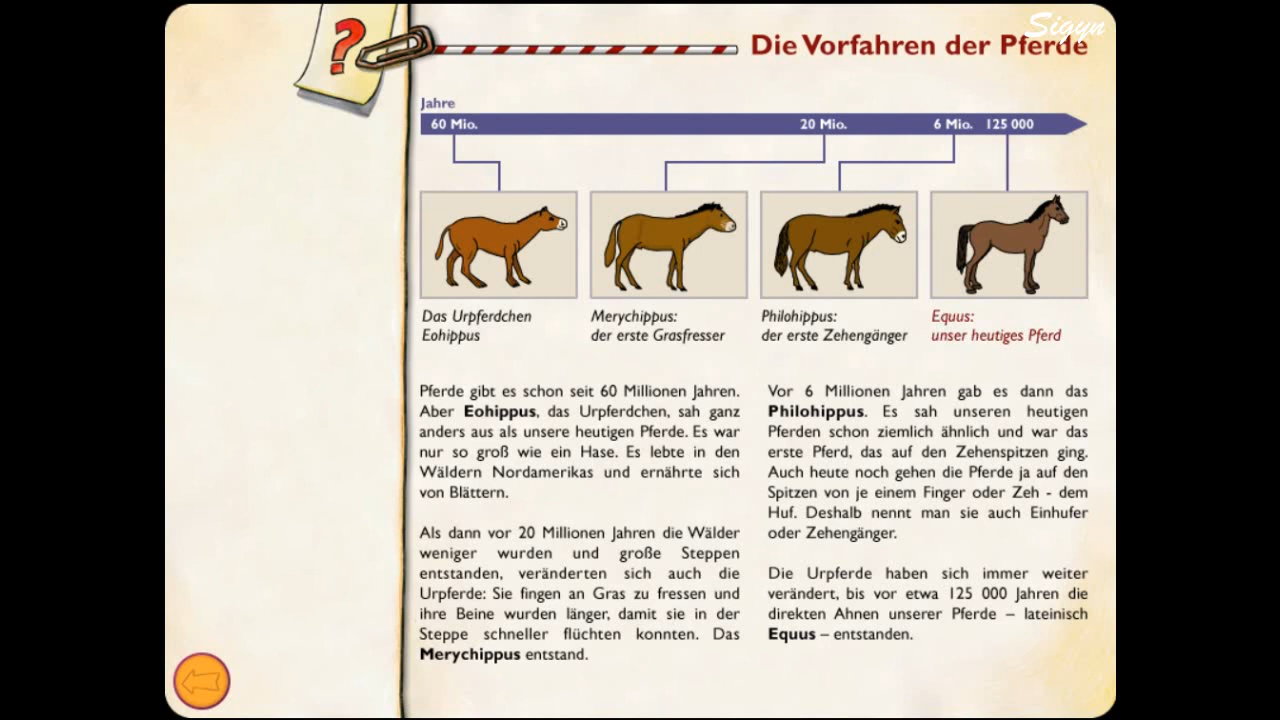 Sigyn
?
Die Vorfahren der Pferde
Jahre
60 Mio. 20 Mio. 6 Mio. 125 000
Das Urpferdchen
Eohippus
Merychippus:
der erste Grasfresser
Philohippus:
der erste Zehengänger
Equus:
unser heutiges Pferd
Pferde gibt es schon seit 60 Millionen Jahren.
Aber Eohippus, das Urpferdchen, sah ganz
anders aus als unsere heutigen Pferde. Es war
nur so groß wie ein Hase. Es lebte in den
Wäldern Nordamerikas und ernährte sich
von Blättern.
Als dann vor 20 Millionen Jahren die Wälder
weniger wurden und große Steppen
entstanden, veränderten sich auch die
Urpferde: Sie fingen an Gras zu fressen und
ihre Beine wurden länger, damit sie in der
Steppe schneller flüchten konnten. Das
Merychippus entstand.
Vor 6 Millionen Jahren gab es dann das
Philohippus. Es sah unseren heutigen
Pferden schon ziemlich ähnlich und war das
erste Pferd, das auf den Zehenspitzen ging.
Auch heute noch gehen die Pferde ja auf den
Spitzen von je einem Finger oder Zeh - dem
Huf. Deshalb nennt man sie auch Einhufer
oder Zehengänger.
Die Urpferde haben sich immer weiter
verändert, bis vor etwa 125 000 Jahren die
direkten Ahnen unserer Pferde – lateinisch
Equus – entstanden.